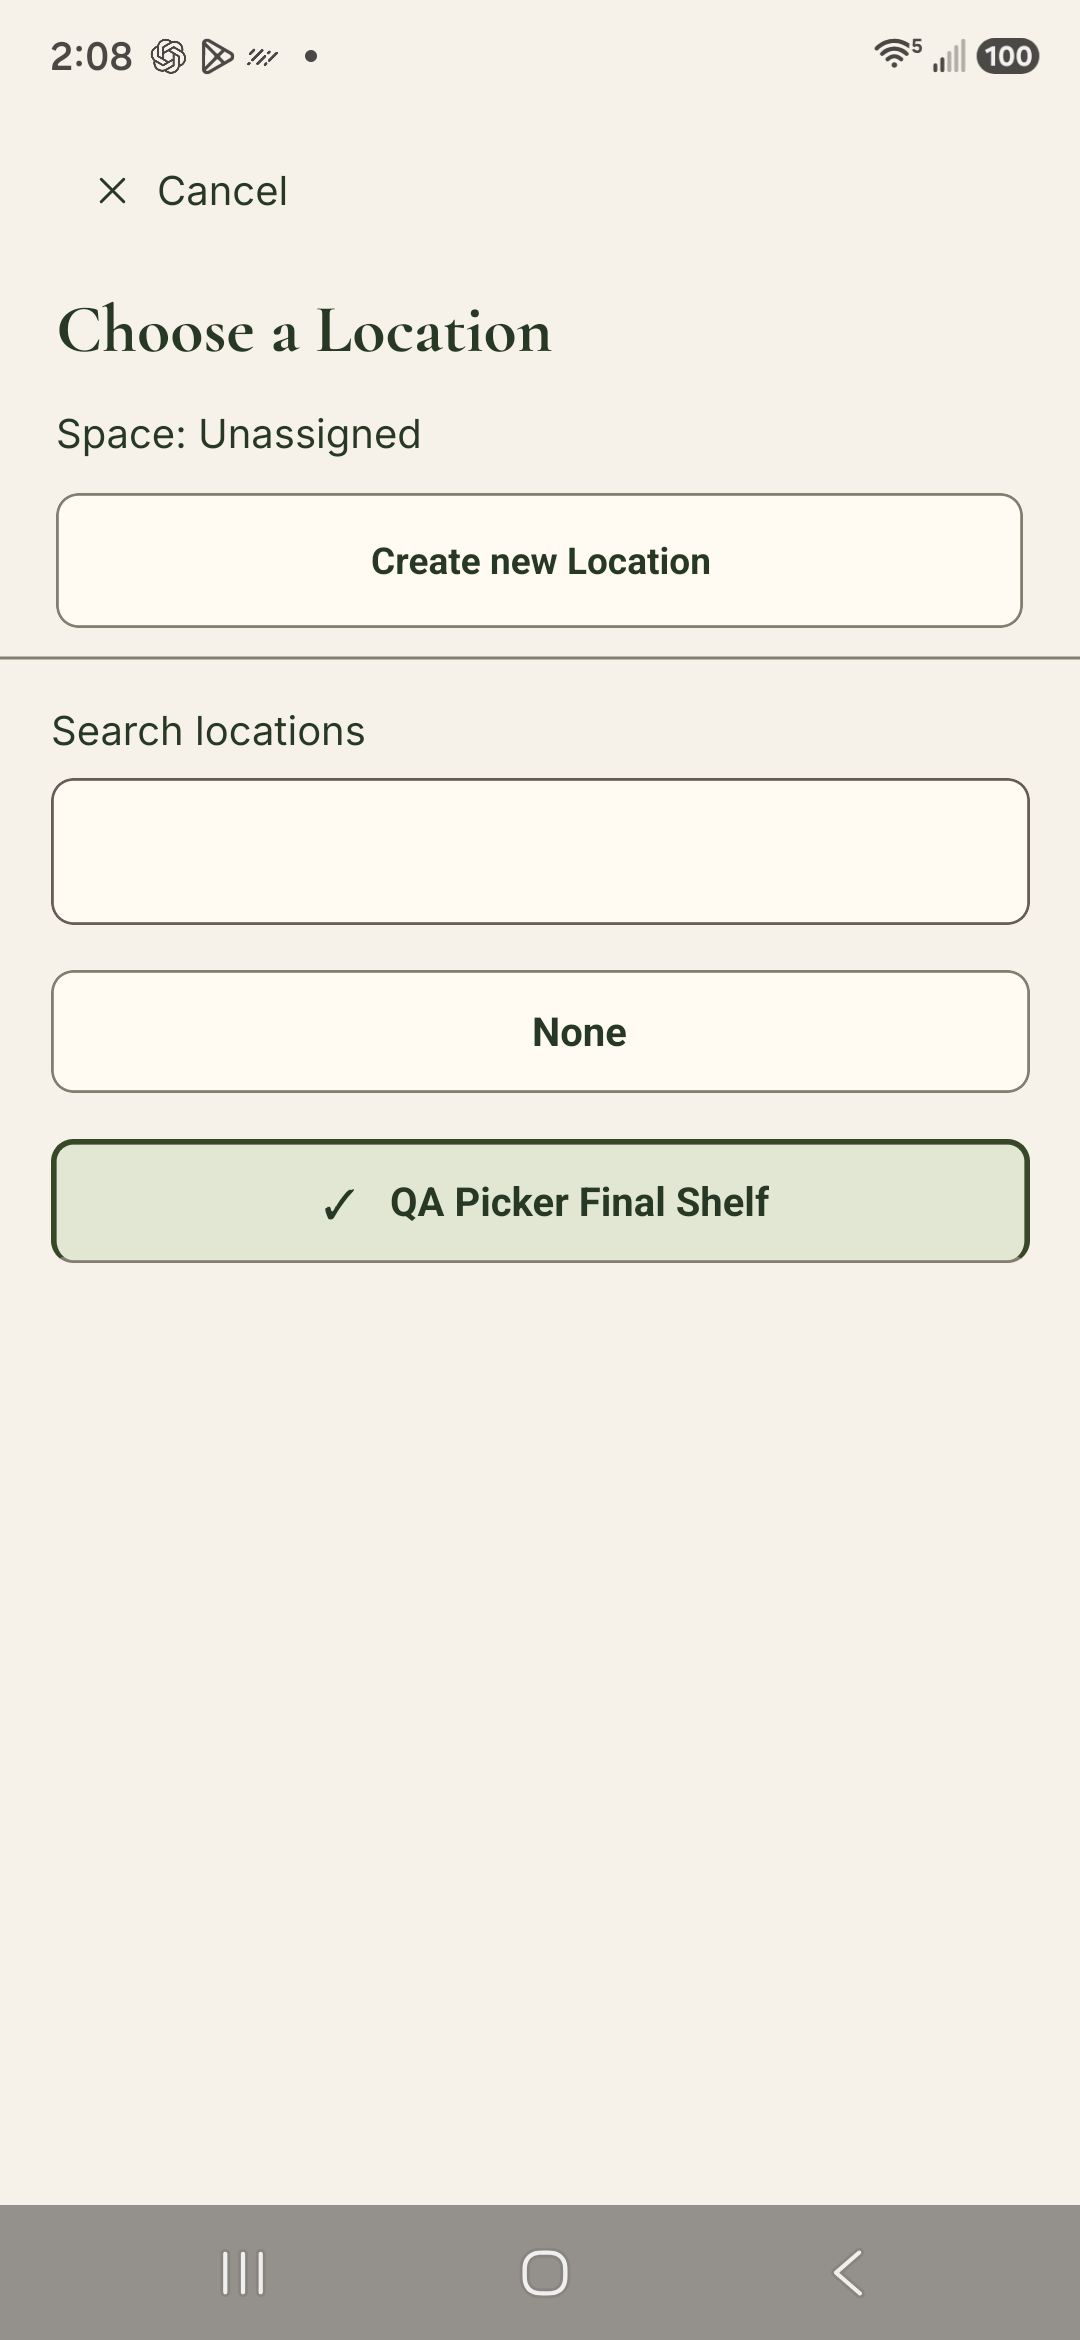 2:08
5
100
Cancel
Choose a Location
Space: Unassigned
Create new Location
Search locations
None
✓ QA Picker Final Shelf